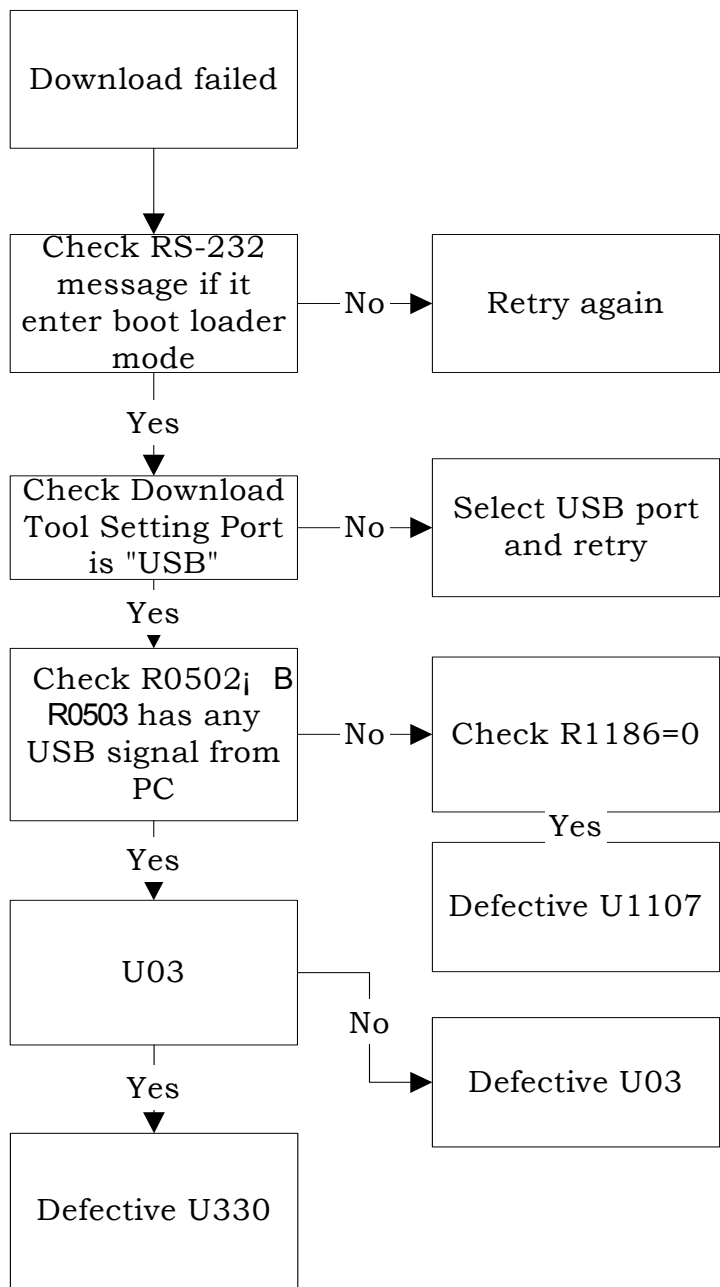 Download failed
Check RS-232
message if it
enter boot loader
mode
No
Retry again
Yes
Check Download
Tool Setting Port
is "USB"
No
Select USB port
and retry
Yes
Check R0502¡ B
R0503 has any
USB signal from
PC
No
Check R1186=0
Yes
Defective U1107
Yes
U03
No
Defective U03
Yes
Defective U330